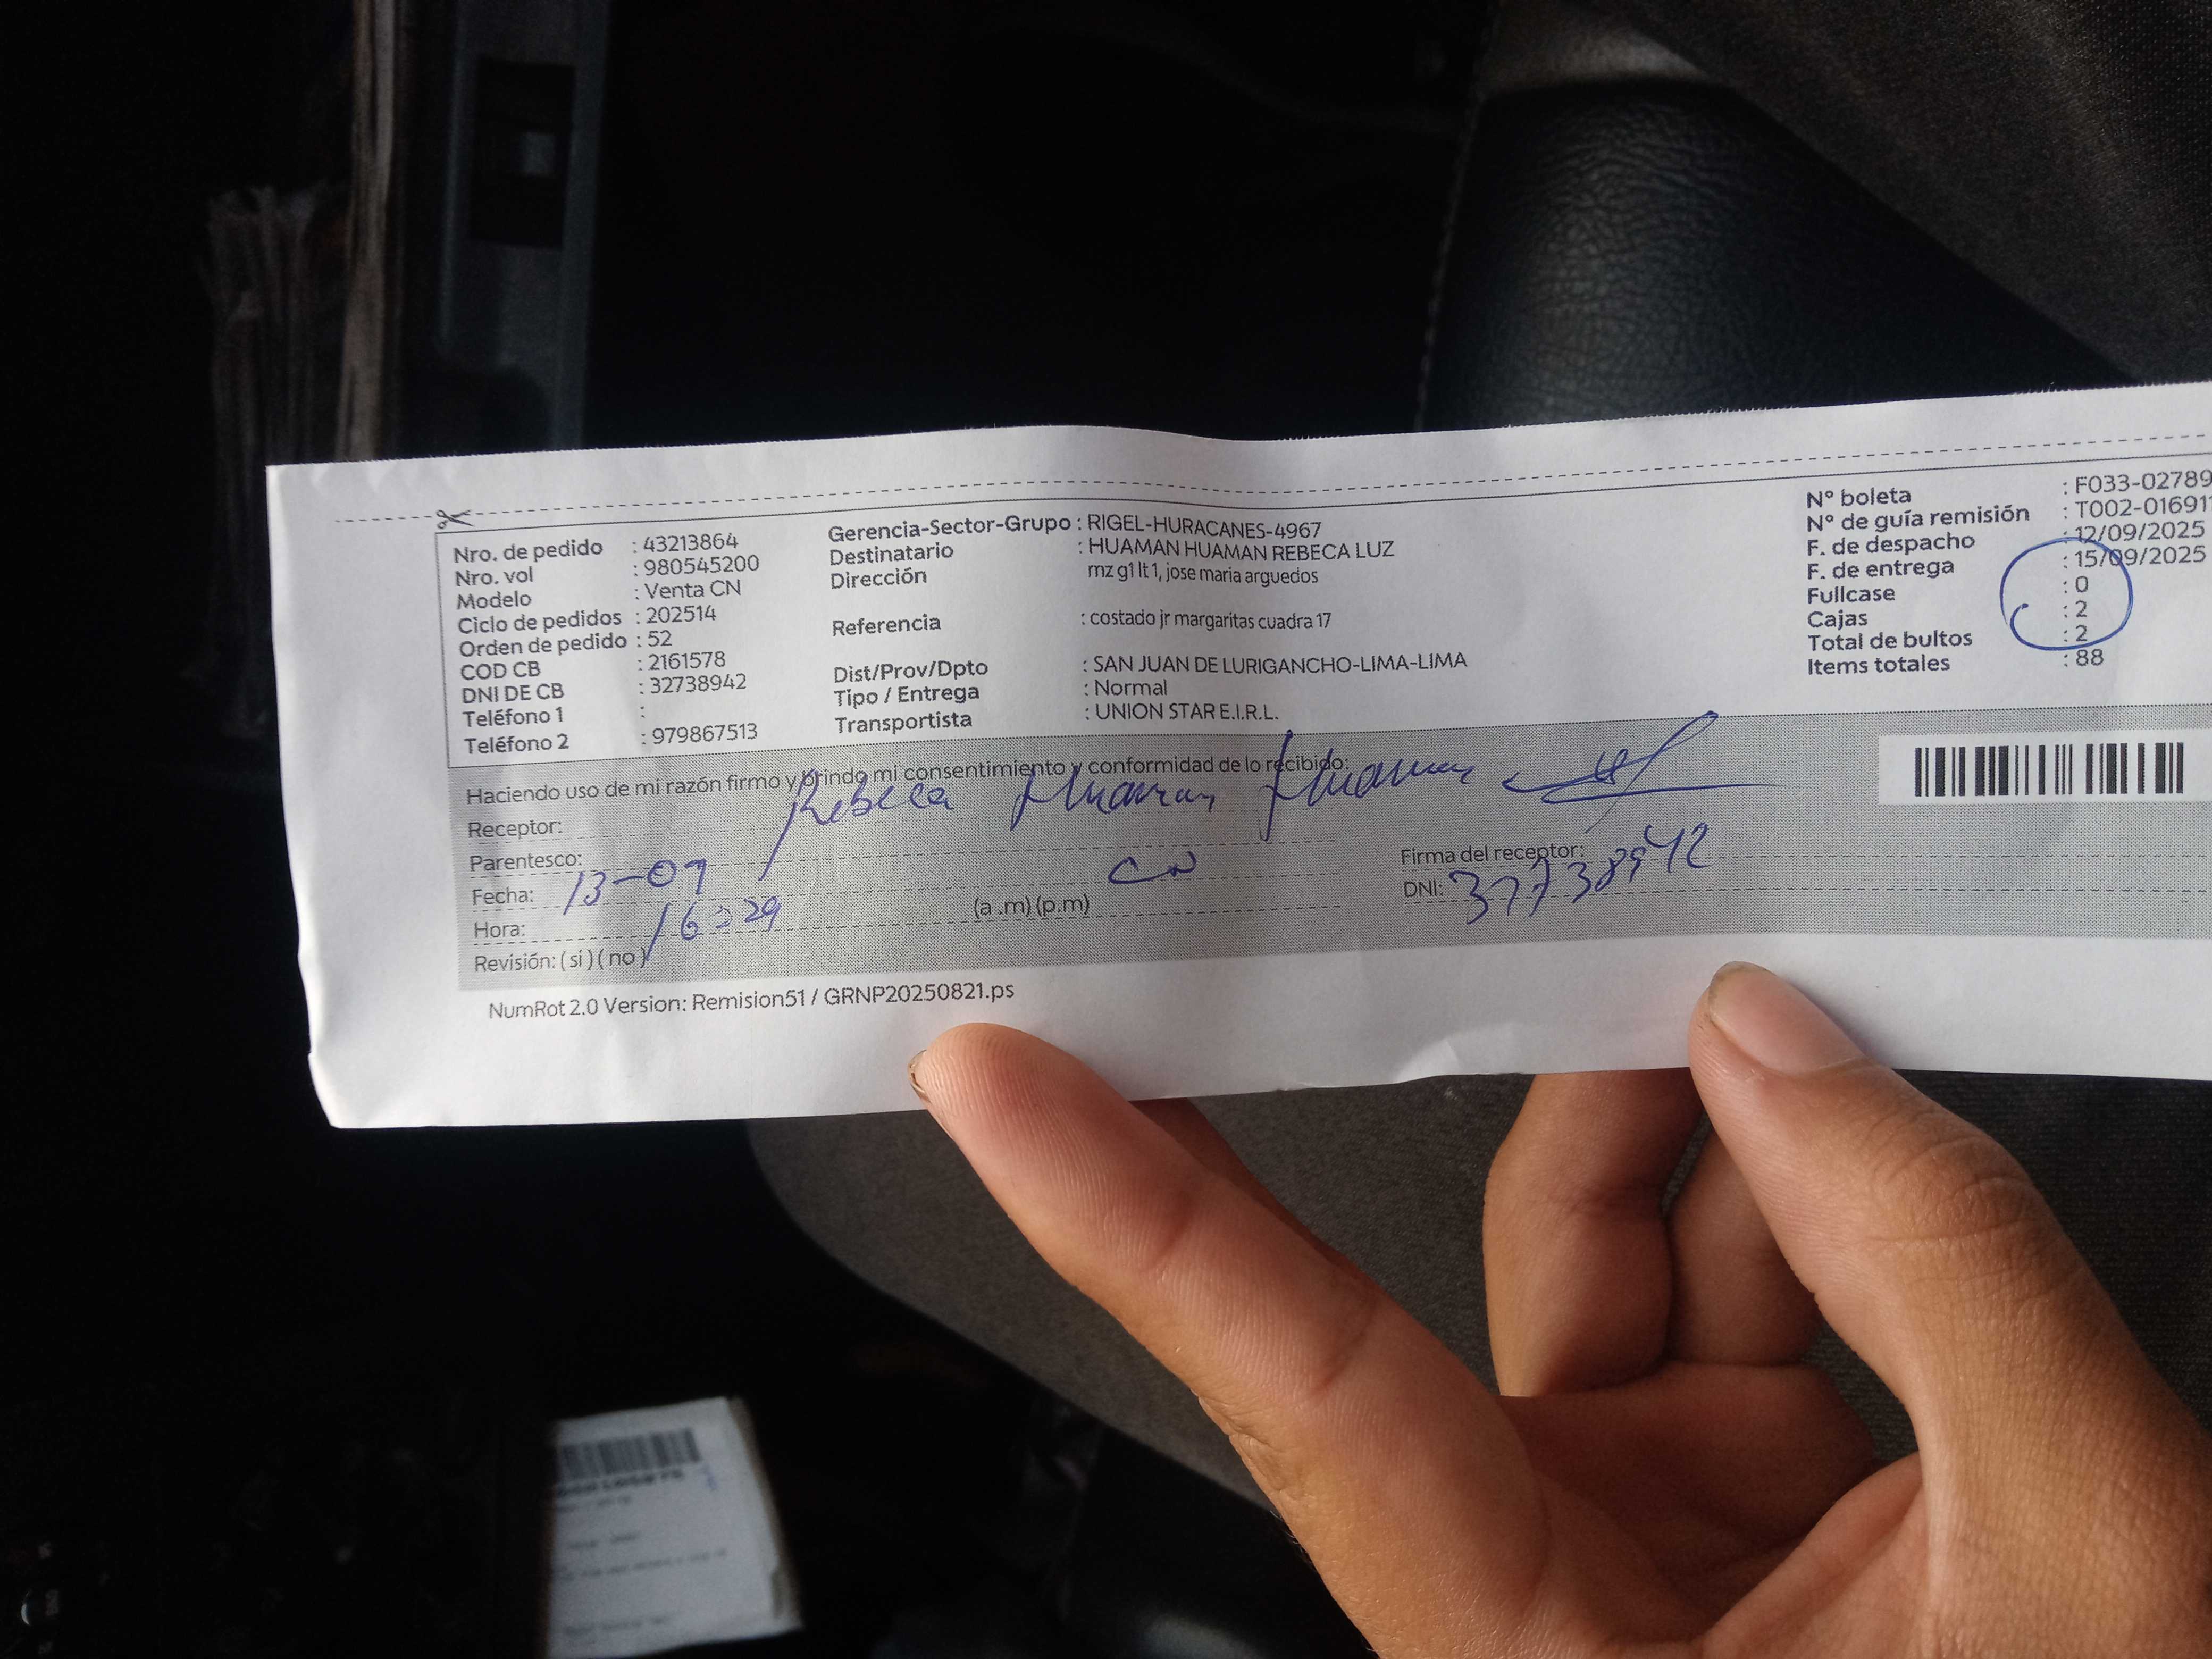 Nro. de pedido : 43213864
Nro. vol : 980545200
Modelo : Venta CN
Ciclo de pedidos : 202514
Orden de pedido : 52
COD CB : 2161578
DNI DE CB : 32738942
Teléfono 1 :
Teléfono 2 : 979867513
Gerencia-Sector-Grupo : RIGEL-HURACANES-4967
Destinatario : HUAMAN HUAMAN REBECA LUZ
Dirección mz g1 lt 1, jose maria arguedos
Referencia : costado jr margaritas cuadra 17
Dist/Prov/Dpto : SAN JUAN DE LURIGANCHO-LIMA-LIMA
Tipo / Entrega : Normal
Transportista : UNION STAR E.I.R.L.
N° boleta : F033-02789
N° de guía remisión : T002-01691
F. de despacho : 12/09/2025
F. de entrega : 15/09/2025
Fullcase : 0
Cajas : 2
Total de bultos : 2
Items totales : 88
Haciendo uso de mi razón firmo y brindo mi consentimiento y conformidad de lo recibido:
Receptor: Rebeca Huaman Huaman
Parentesco: CN
Firma del receptor:
Fecha: 13-09
DNI: 37738942
Hora: 16:29 (a .m) (p.m)
Revisión: ( si ) ( no )
NumRot 2.0 Version: Remision51 / GRNP20250821.ps